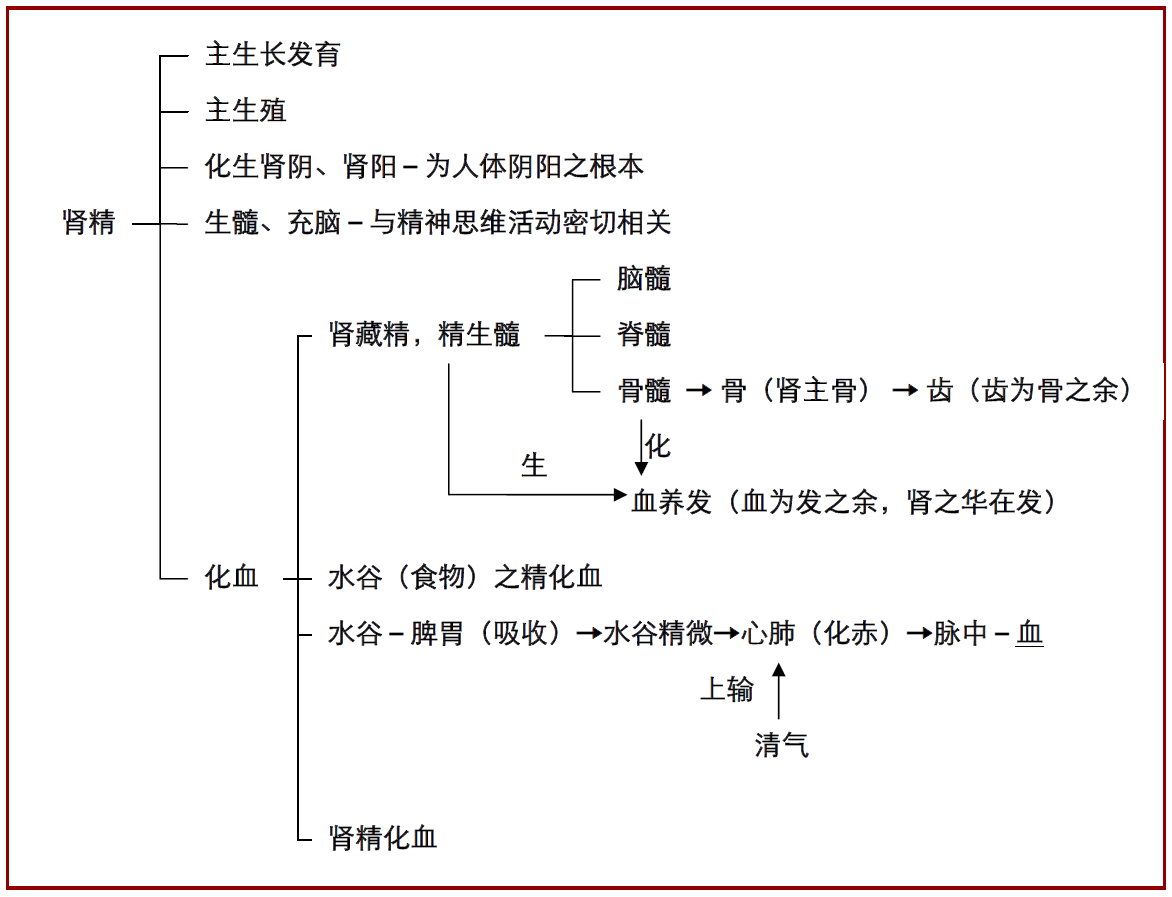 主生长发育
主生殖
化生肾阴、肾阳－为人体阴阳之根本
肾精
生髓、充脑－与精神思维活动密切相关
脑髓
肾藏精，精生髓
脊髓
骨髓 → 骨（肾主骨） → 齿（齿为骨之余）
化
生
血养发（血为发之余，肾之华在发）
化血
水谷（食物）之精化血
水谷－脾胃（吸收）→水谷精微→心肺（化赤）→脉中－血
上输
清气
肾精化血